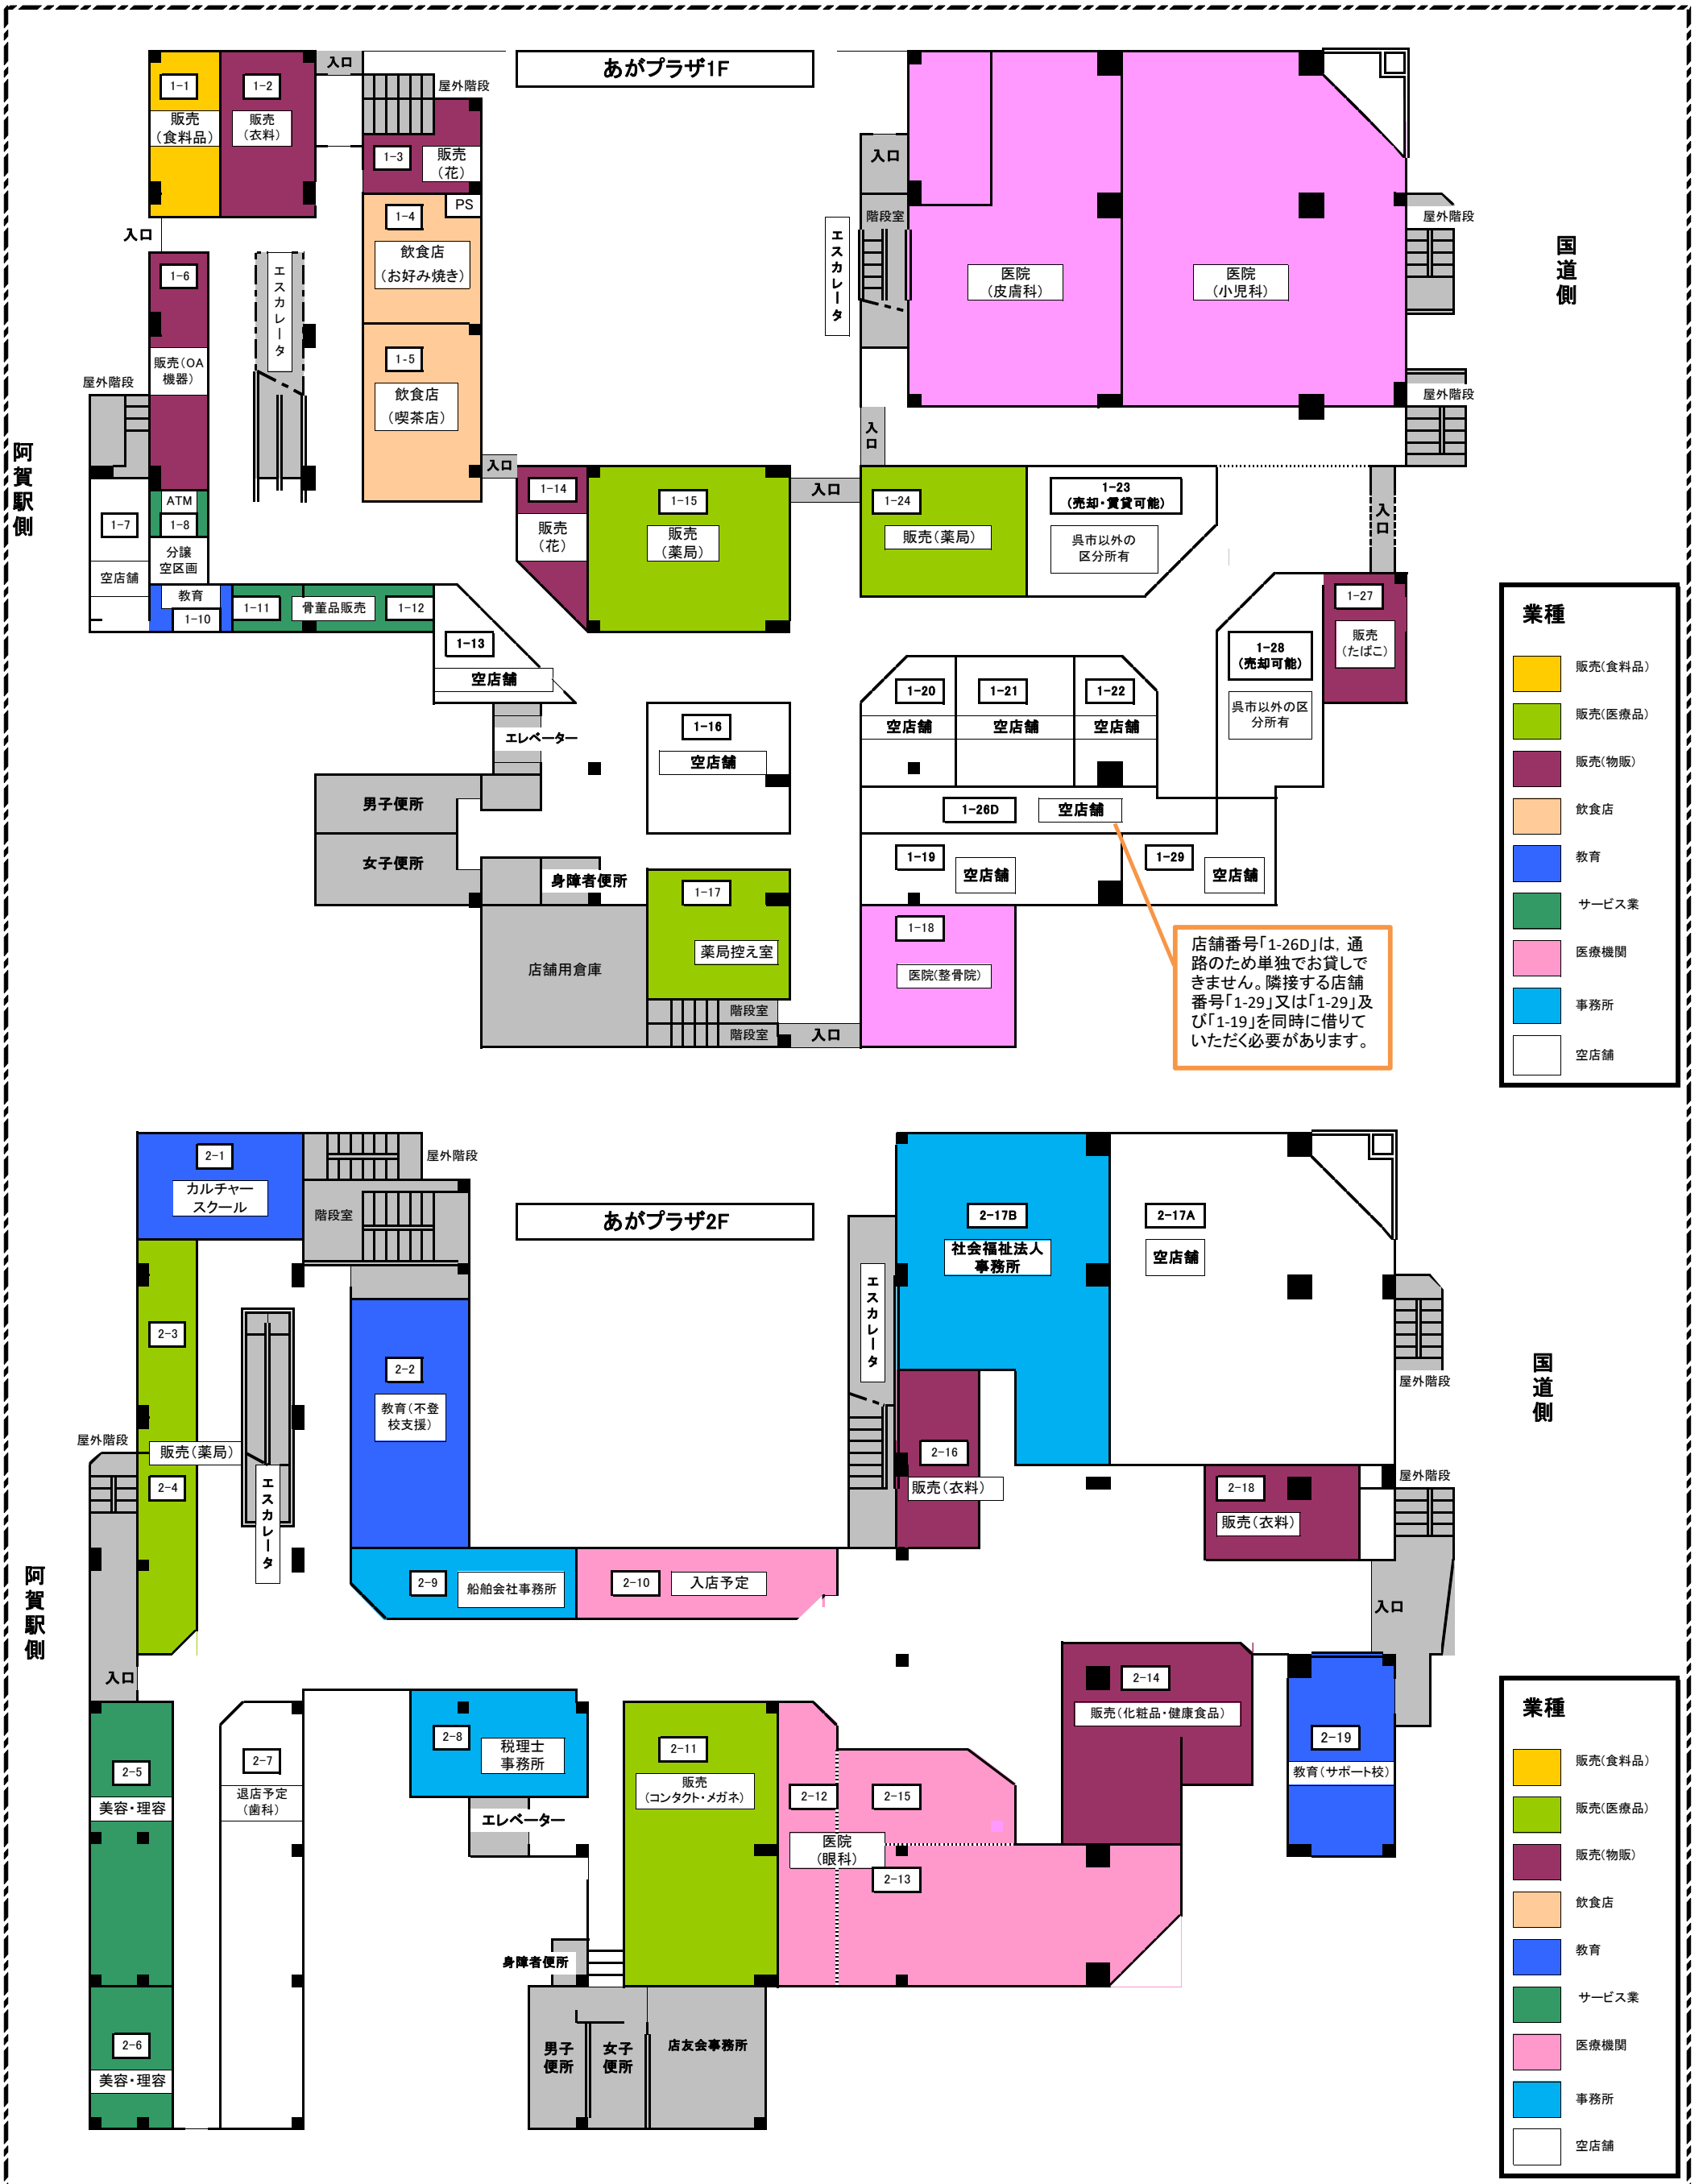 あがプラザ1F
入口
1-1
販売
(食料品)
1-2
販売
(衣料)
屋外階段
1-3
販売
(花)
PS
1-4
飲食店
(お好み焼き)
入口
1-6
エスカレータ
販売(OA
機器)
1-5
飲食店
(喫茶店)
屋外階段
阿賀駅側
入口
階段室
エスカレータ
医院
(皮膚科)
医院
(小児科)
屋外階段
国道側
屋外階段
入口
入口
ATM
1-7
1-8
空店舗
分譲
空区画
教育
1-10
1-11
骨董品販売
1-12
1-13
空店舗
1-14
販売
(花)
1-15
販売
(薬局)
入口
1-24
販売(薬局)
1-23
(売却・賃貸可能)
呉市以外の
区分所有
入口
1-27
販売
(たばこ)
1-28
(売却可能)
呉市以外の区
分所有
1-20
空店舗
1-21
空店舗
1-22
空店舗
1-16
空店舗
エレベーター
男子便所
女子便所
身障者便所
1-26D
空店舗
1-19
空店舗
1-29
空店舗
1-17
薬局控え室
店舗用倉庫
1-18
医院(整骨院)
階段室
階段室
入口
店舗番号「1-26D」は，通
路のため単独でお貸しで
きません。隣接する店舗
番号「1-29」又は「1-29」及
び「1-19」を同時に借りて
いただく必要があります。
業種
販売(食料品)
販売(医療品)
販売(物販)
飲食店
教育
サービス業
医療機関
事務所
空店舗
あがプラザ2F
2-1
カルチャー
スクール
屋外階段
階段室
2-3
2-2
教育(不登
校支援)
屋外階段
販売(薬局)
2-4
エスカレータ
阿賀駅側
入口
エスカレータ
2-17B
社会福祉法人
事務所
2-17A
空店舗
国道側
屋外階段
2-16
販売(衣料)
2-18
販売(衣料)
屋外階段
入口
2-9
船舶会社事務所
2-10
入店予定
2-5
美容・理容
2-7
退店予定
(歯科)
2-8
税理士
事務所
エレベーター
2-11
販売
(コンタクト・メガネ)
2-12
2-15
医院
(眼科)
2-13
2-14
販売(化粧品・健康食品)
2-19
教育(サポート校)
身障者便所
2-6
美容・理容
男子
便所
女子
便所
店友会事務所
業種
販売(食料品)
販売(医療品)
販売(物販)
飲食店
教育
サービス業
医療機関
事務所
空店舗